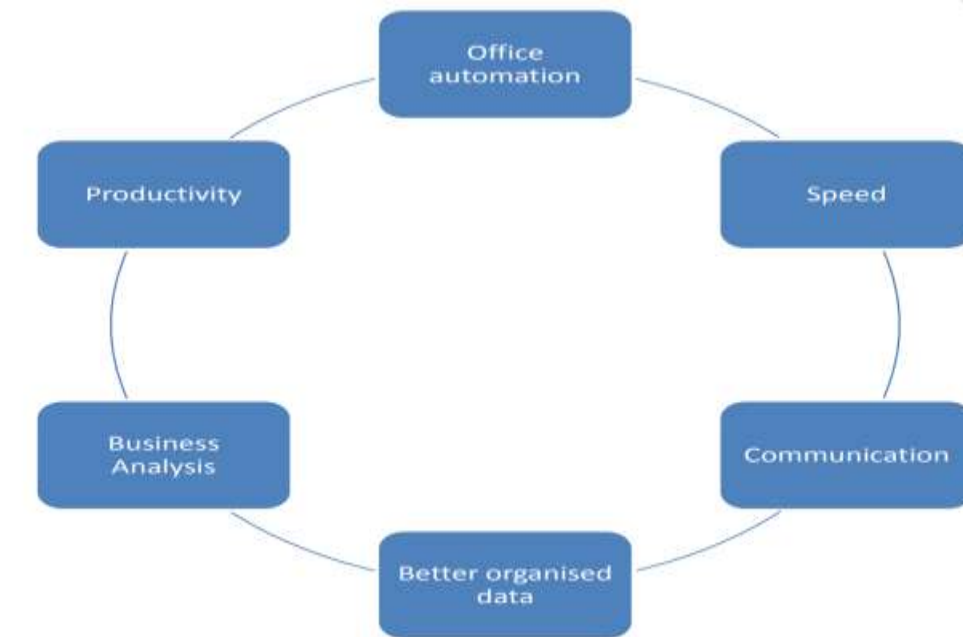 Office
automation
Speed
Communication
Better organised
data
Business
Analysis
Productivity